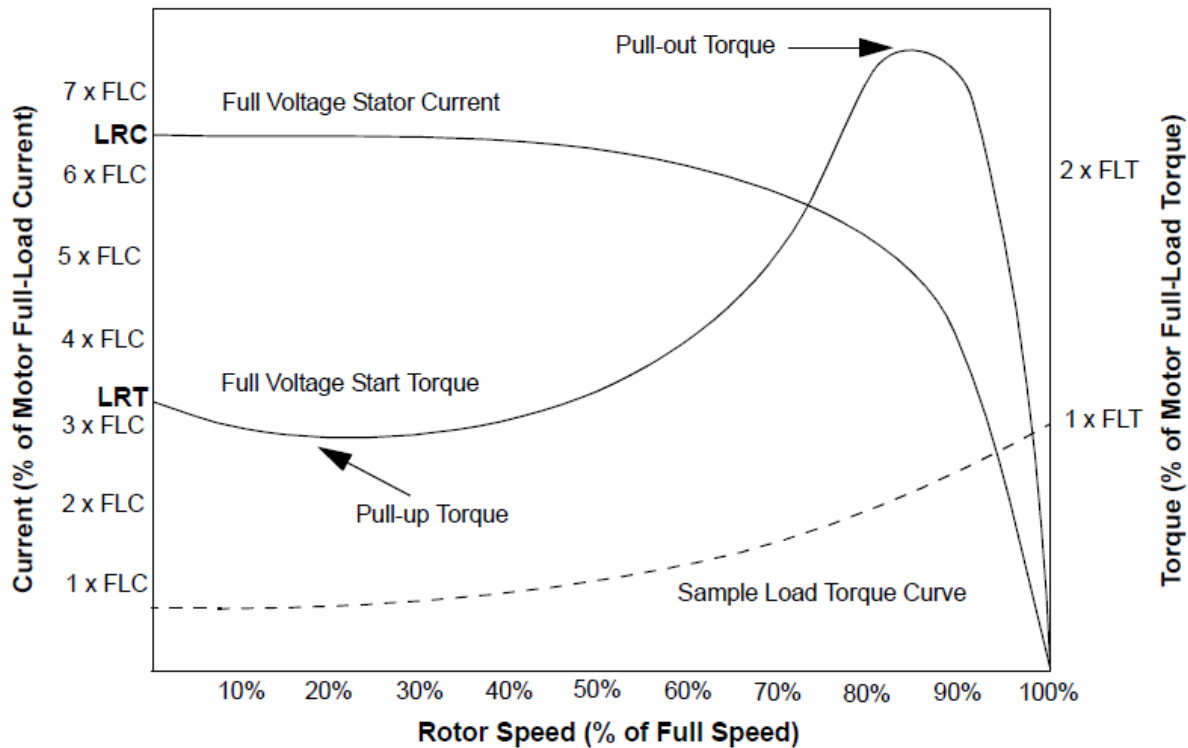 Pull-out Torque
7 x FLC
Full Voltage Stator Current
LRC
6 x FLC
2 x FLT
5 x FLC
4 x FLC
Full Voltage Start Torque
LRT
3 x FLC
1 x FLT
2 x FLC
Pull-up Torque
1 x FLC
Sample Load Torque Curve
10% 20% 30% 40% 50% 60% 70% 80% 90% 100%
Rotor Speed (% of Full Speed)
Current (% of Motor Full-Load Current)
Torque (% of Motor Full-Load Torque)